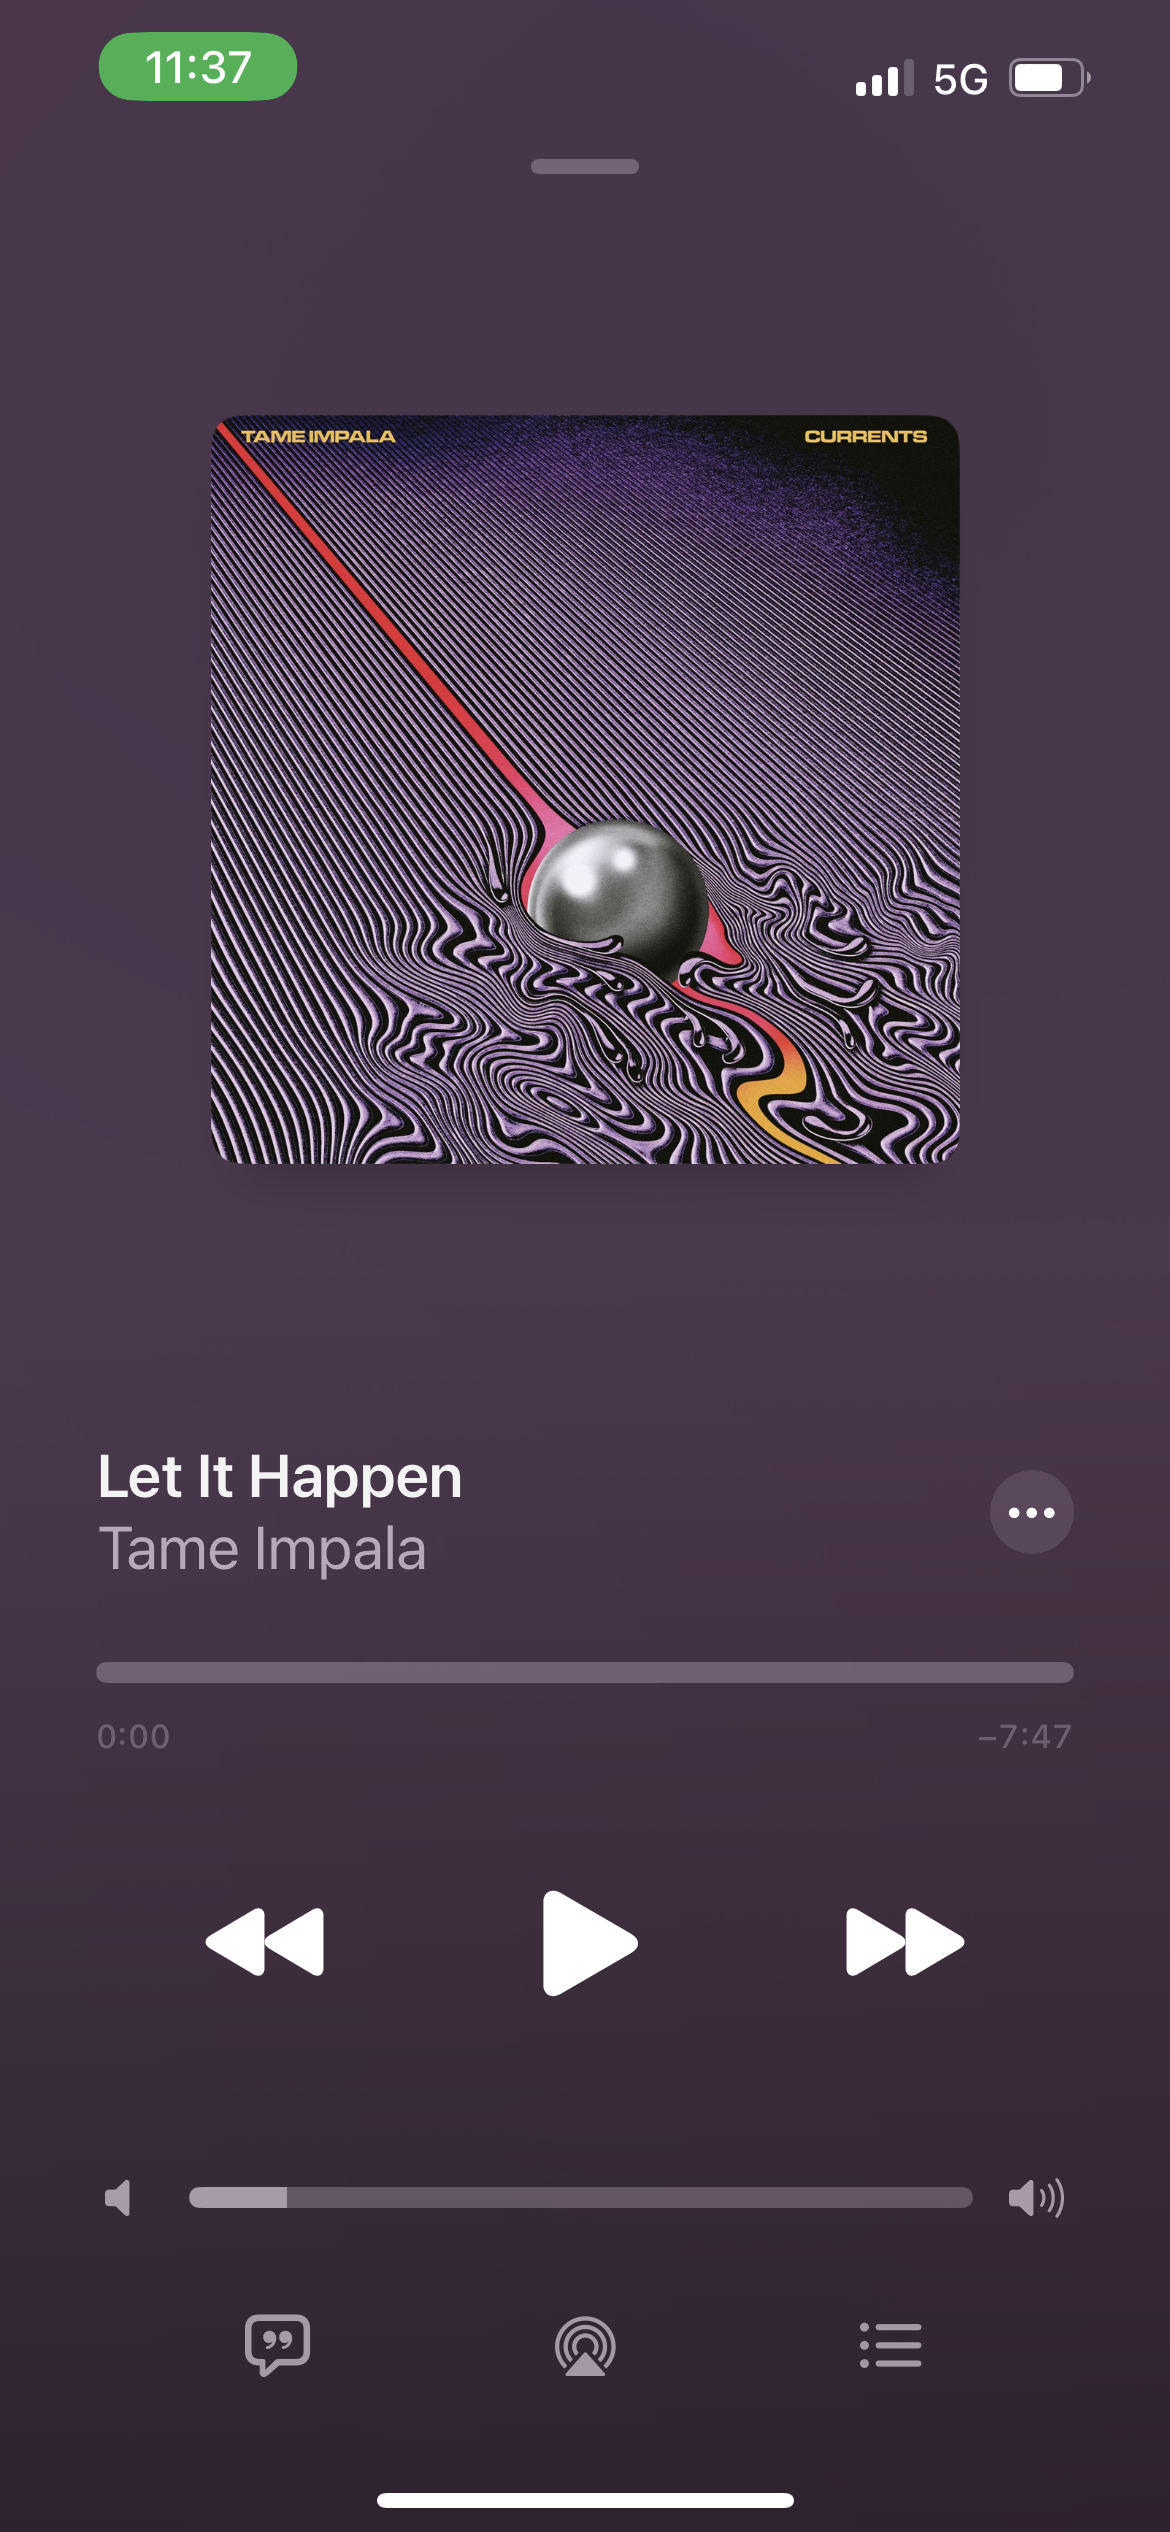 11:37
5G
TAME IMPALA
CURRENTS
Let It Happen
Tame Impala
0:00
–7:47